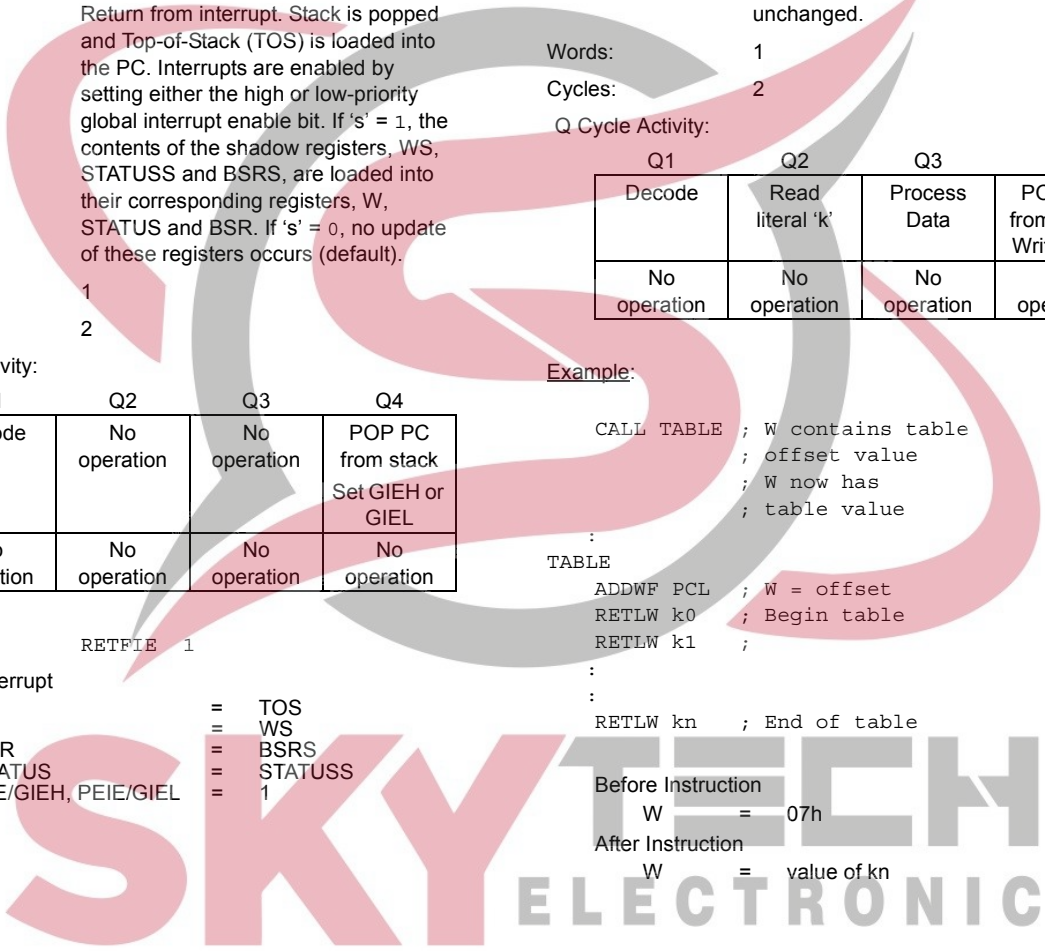 Return from interrupt. Stack is popped
and Top-of-Stack (TOS) is loaded into
the PC. Interrupts are enabled by
setting either the high or low-priority
global interrupt enable bit. If ‘s’ = 1, the
contents of the shadow registers, WS,
STATUSS and BSRS, are loaded into
their corresponding registers, W,
STATUS and BSR. If ‘s’ = 0, no update
of these registers occurs (default).
1
2
Q2 Q3 Q4
No operation No operation POP PC from stack Set GIEH or GIEL
No operation No operation No operation
RETFIE 1
= TOS
= WS
= BSRS
= STATUSS
/GIEH, PEIE/GIEL = 1
unchanged.
Words: 1
Cycles: 2
Q Cycle Activity:
Q1 Q2 Q3
Decode Read literal ‘k’ Process Data
No operation No operation No operation
Example:
CALL TABLE ; W contains table
; offset value
; W now has
; table value
:
TABLE
ADDWF PCL ; W = offset
RETLW k0 ; Begin table
RETLW k1 ;
:
:
RETLW kn ; End of table
Before Instruction
W = 07h
After Instruction
W = value of kn
SKYTECH
ELECTRONIC